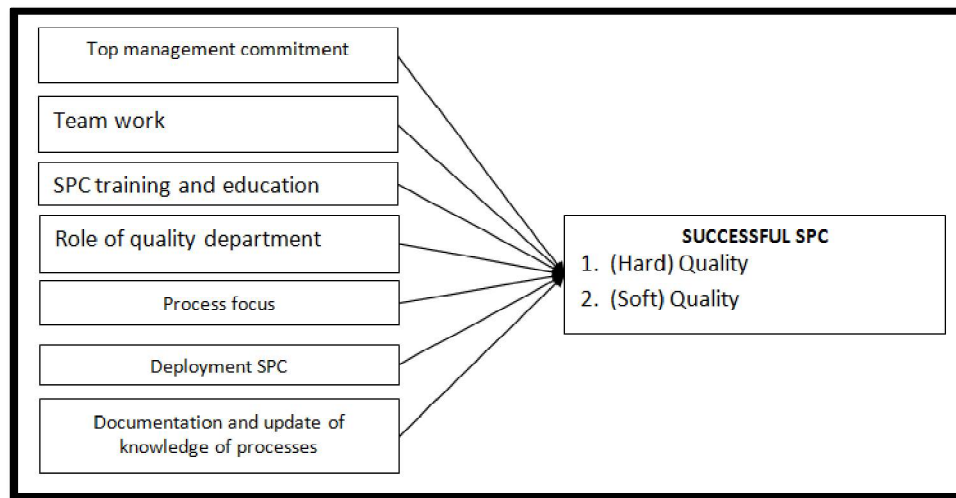 Top management commitment
Team work
SPC training and education
Role of quality department
Process focus
Deployment SPC
Documentation and update of
knowledge of processes
SUCCESSFUL SPC
1. (Hard) Quality
2. (Soft) Quality